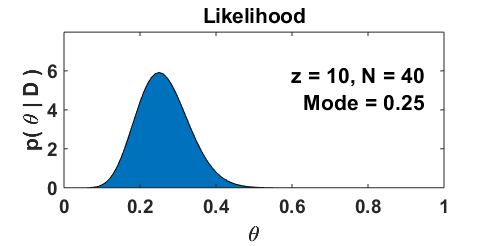 Likelihood
z = 10, N = 40
Mode = 0.25
p( θ | D )
6
4
2
0
0 0.2 0.4 0.6 0.8 1
θ